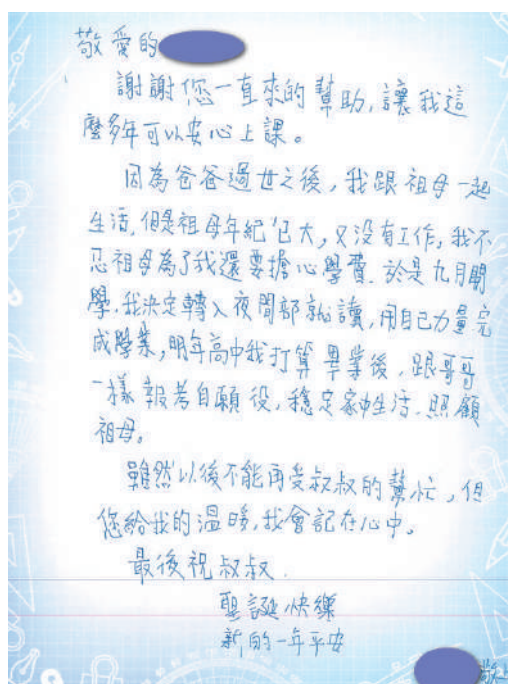 敬愛的
謝謝您一直來的幫助,讓我這
麼多年可以安心上課。
因為爸爸過世之後,我跟祖母一起
生活,但是祖母年紀已大,又沒有工作,我不
忍祖母為了我還要擔心學費.於是九月開
學,我決定轉入夜間部就讀,用自己力量完
成學業,明年高中我打算畢業後,跟哥哥
一樣報考自願役,穩定家中生活.照顧
祖母。
雖然以後不能再受叔叔的幫忙,但
您給我的溫暖,我會記在心中。
最後祝叔叔.
聖誕快樂
新的一年平安
敬上